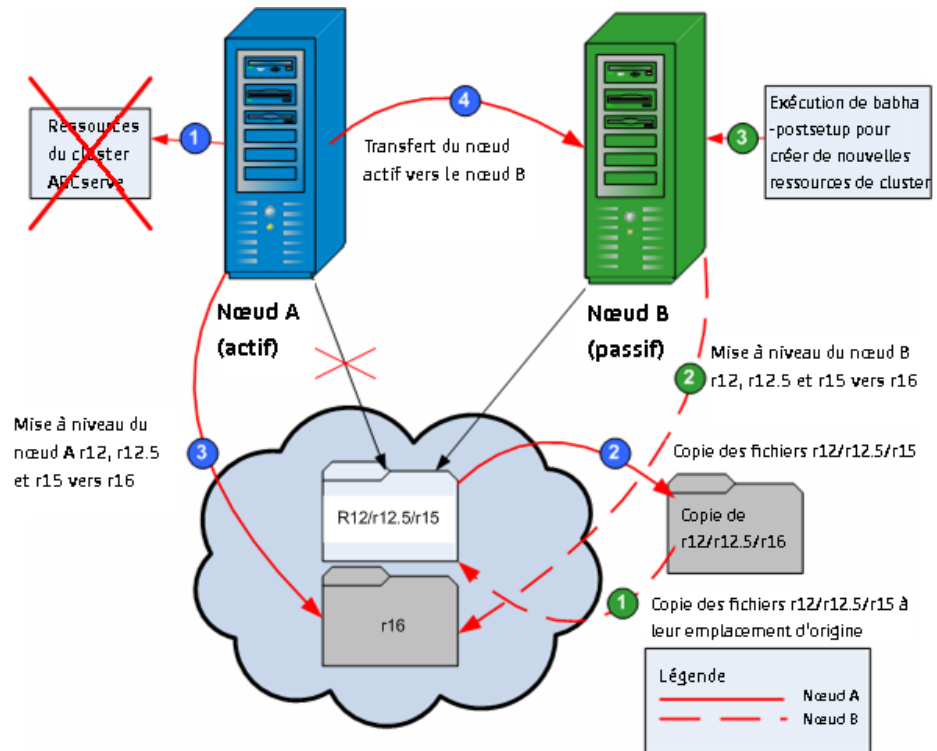 Ressources
du cluster
ARCserve
1
4
Transfert du nœud
actif vers le nœud B
3
Exécution de babha
-postsetup pour
créer de nouvelles
ressources de cluster
Nœud A
(actif)
Nœud B
(passif)
Mise à niveau du nœud B
r12, r12.5 et r15 vers r16
2
Mise à niveau du
nœud A r12, r12.5
et r15 vers r16
3
2
Copie des fichiers r12/r12.5/r15
R12/r12.5/r15
Copie de
r12/r12.5/r16
r16
1
Copie des fichiers r12/r12.5/r15 à
leur emplacement d'origine
Légende
Nœud A
Nœud B